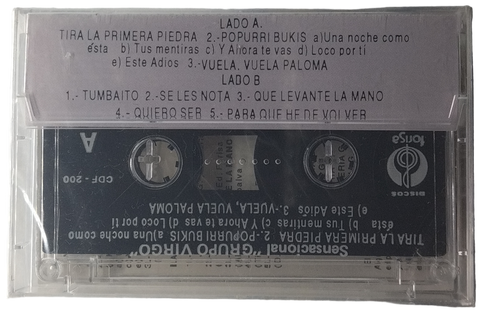 LADO A.
TIRA LA PRIMERA PIEDRA 2.-POPURRI BUKIS a)Una noche como
ésta b) Tus mentiras c) Y Ahora te vas d) Loco por ti
e) Este Adios 3.-VUELA, VUELA PALOMA
LADO B
1.- TUMBAITO 2.-SE LES NOTA 3.- QUE LEVANTE LA MANO
4.- QUIERO SER 5.- PARA QUE HE DE VOLVER
A
CDF - 200
fonsa
DISCOS
Sensacional "GRUPO VIRGO"
TIRA LA PRIMERA PIEDRA 2.-POPURRI BUKIS a)Una noche como
ésta b) Tus mentiras c) Y Ahora te vas d) Loco por ti
e) Este Adiós 3.-VUELA, VUELA PALOMA